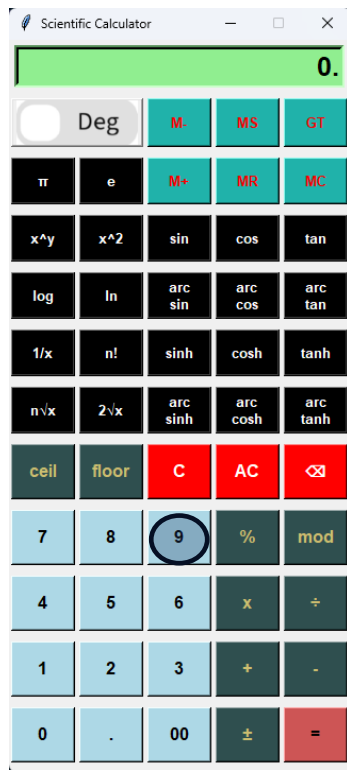 Scientific Calculator
0.
Deg M- MS GT
π e M+ MR MC
x^y x^2 sin cos tan
log ln arc sin arc cos arc tan
1/x n! sinh cosh tanh
n√x 2√x arc sinh arc cosh arc tanh
ceil floor C AC ⌫
7 8 9 % mod
4 5 6 x ÷
1 2 3 + -
0 . 00 ± =